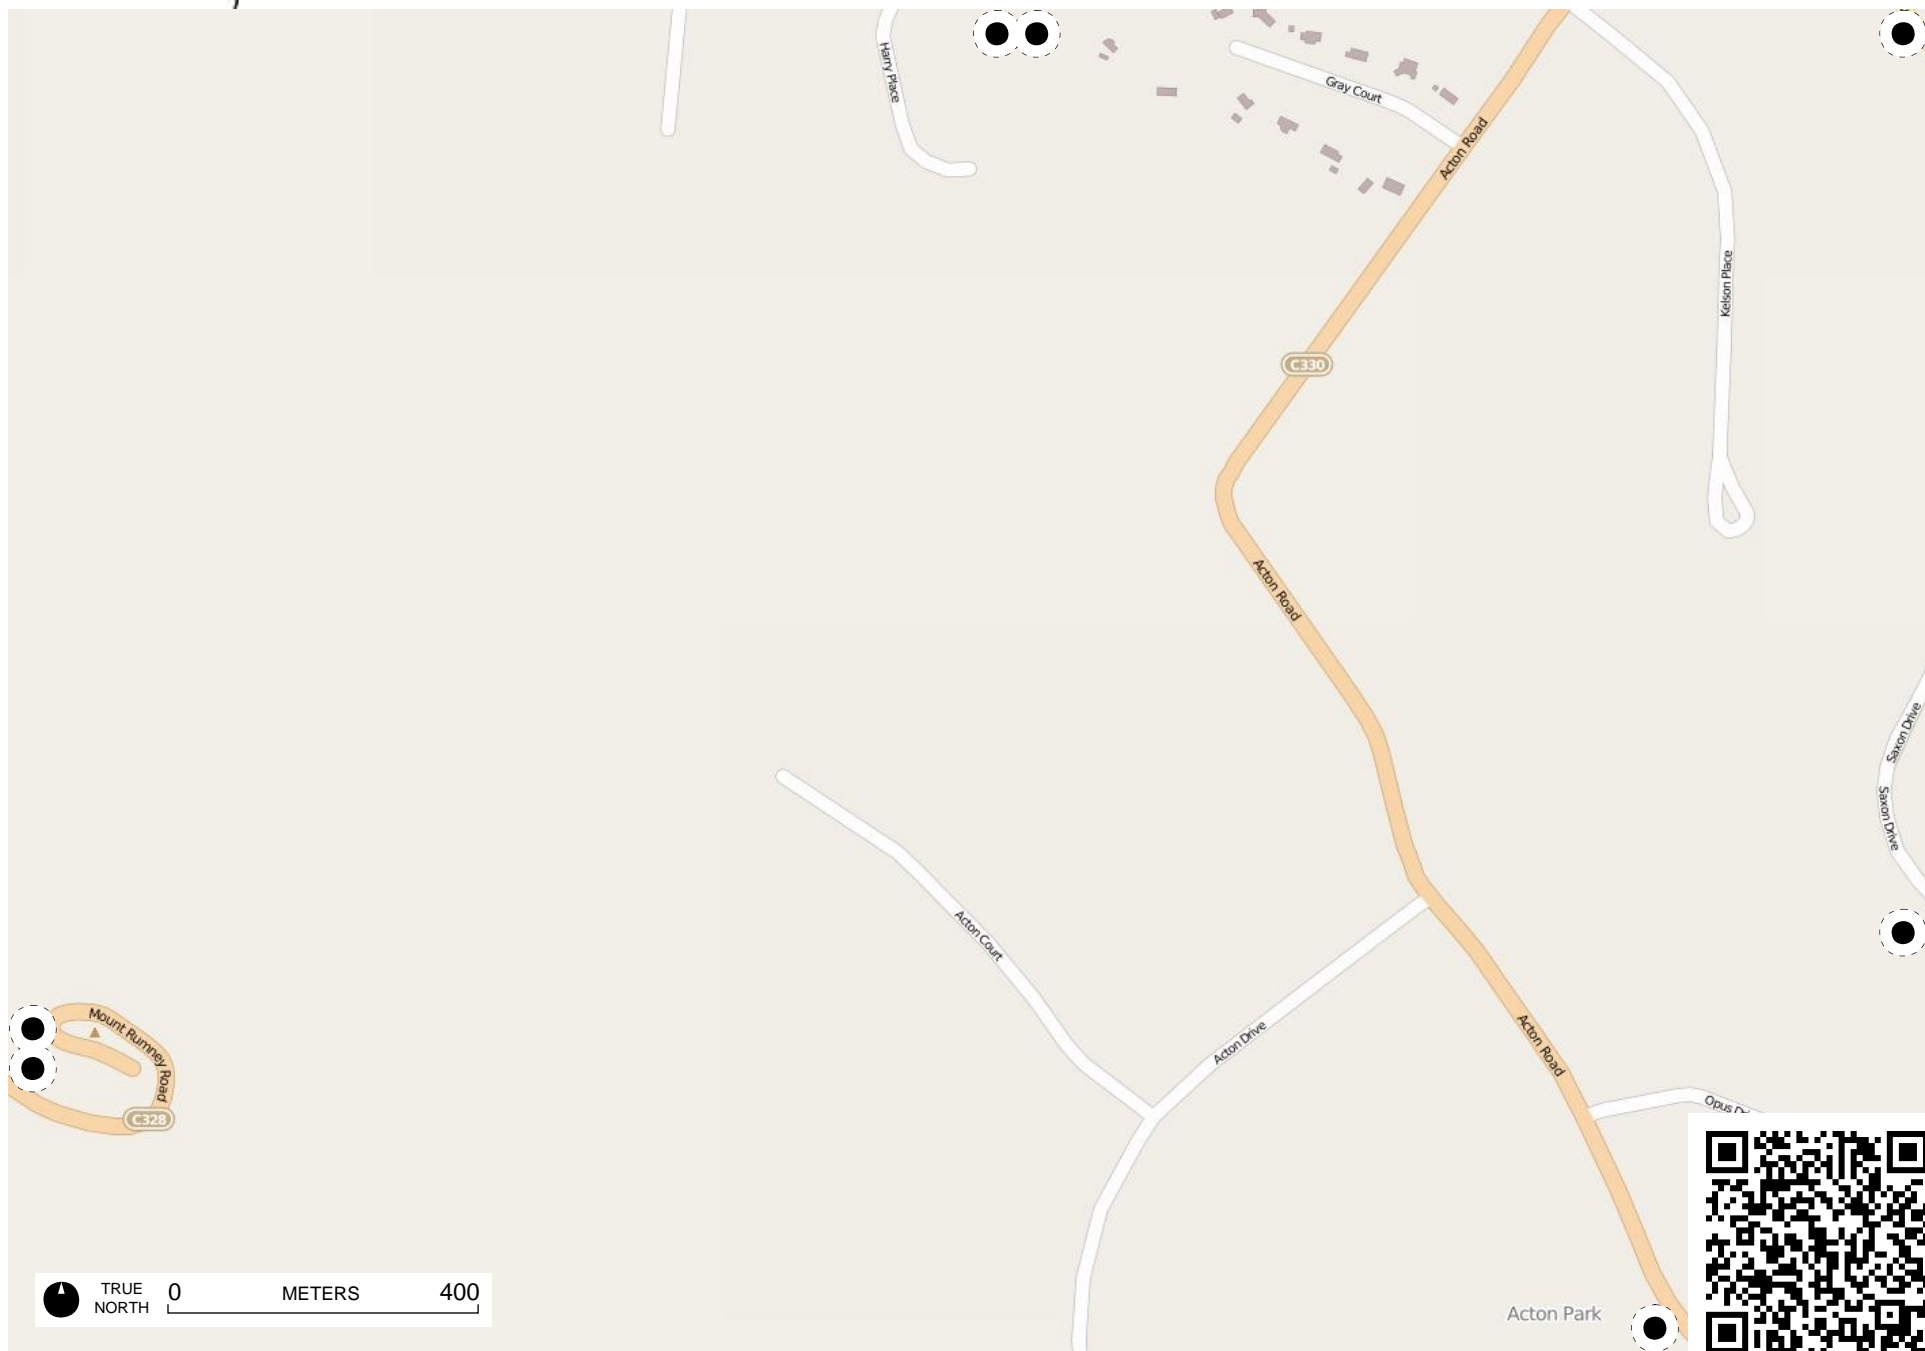 Harry Place
Gray Court
Acton Road
Kelson Place
C330
Acton Road
Saxon Drive
Saxon Drive
Acton Court
Mount Rumney Road
Acton Drive
Acton Road
C328
Opus
TRUE
NORTH
0 METERS 400
Acton Park